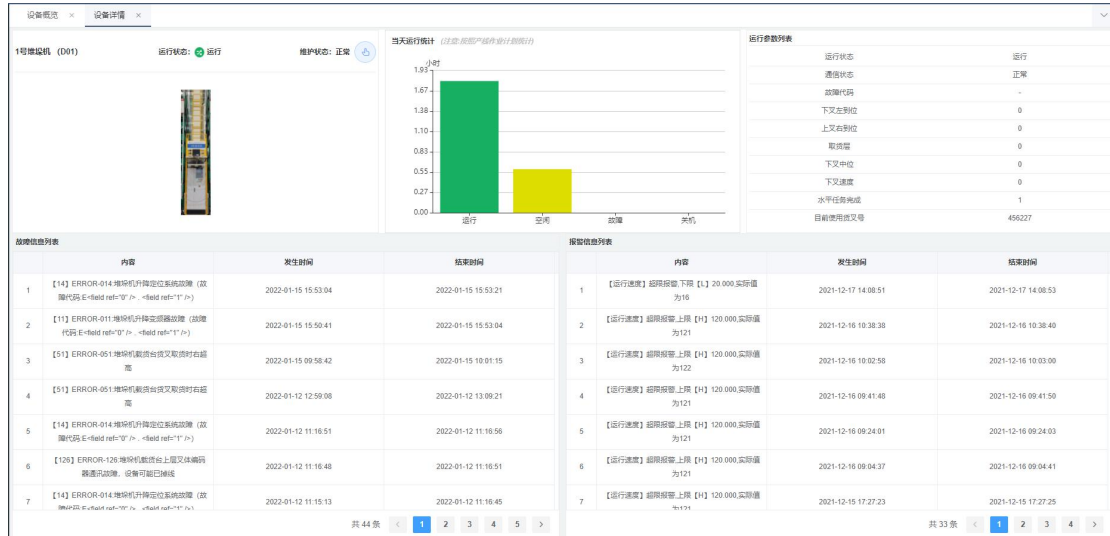 设备概览 ×
设备详情 ×
1号堆垛机 （D01）
运行状态： 运行
维护状态：正常
当天运行统计 (注意:按照产线作业计划统计)
小时
1.93
1.67
1.38
1.10
0.83
0.55
0.27
0.00
运行
空闲
故障
关机
运行参数列表
运行状态 运行
通信状态 正常
故障代码 -
下叉左到位 0
上叉右到位 0
取货层 0
下叉中位 0
下叉速度 0
水平任务完成 1
目前使用货叉号 456227
故障信息列表
内容 发生时间 结束时间
1 【14】ERROR-014:堆垛机升降定位系统故障（故 2022-01-15 15:53:04 2022-01-15 15:53:21
障代码:E<field ref="0" /> . <field ref="1" />）
2 【11】ERROR-011:堆垛机升降变频器故障（故障 2022-01-15 15:50:41 2022-01-15 15:53:04
代码:E<field ref="0" /> . <field ref="1" />）
3 【51】ERROR-051:堆垛机载货台货叉取货时右超 2022-01-15 09:58:42 2022-01-15 10:01:15
高
4 【51】ERROR-051:堆垛机载货台货叉取货时右超 2022-01-12 12:59:08 2022-01-12 13:09:21
高
5 【14】ERROR-014:堆垛机升降定位系统故障（故 2022-01-12 11:16:51 2022-01-12 11:16:56
障代码:E<field ref="0" /> . <field ref="1" />）
6 【126】ERROR-126:堆垛机载货台上层叉体编码 2022-01-12 11:16:48 2022-01-12 11:16:51
器通讯故障，设备可能已掉线
7 【14】ERROR-014:堆垛机升降定位系统故障（故 2022-01-12 11:15:13 2022-01-12 11:16:45
障代码:E<field ref="0" /> . <field ref="1" />）
共 44 条 < 1 2 3 4 5 >
报警信息列表
内容 发生时间 结束时间
1 【运行速度】超限报警,下限【L】20.000,实际值 2021-12-17 14:08:51 2021-12-17 14:08:53
为16
2 【运行速度】超限报警,上限【H】120.000,实际值 2021-12-16 10:38:38 2021-12-16 10:38:40
为121
3 【运行速度】超限报警,上限【H】120.000,实际值 2021-12-16 10:02:58 2021-12-16 10:03:00
为122
4 【运行速度】超限报警,上限【H】120.000,实际值 2021-12-16 09:41:48 2021-12-16 09:41:50
为121
5 【运行速度】超限报警,上限【H】120.000,实际值 2021-12-16 09:24:01 2021-12-16 09:24:03
为121
6 【运行速度】超限报警,上限【H】120.000,实际值 2021-12-16 09:04:37 2021-12-16 09:04:41
为121
7 【运行速度】超限报警,上限【H】120.000,实际值 2021-12-15 17:27:23 2021-12-15 17:27:25
为121
共 33 条 < 1 2 3 4 >